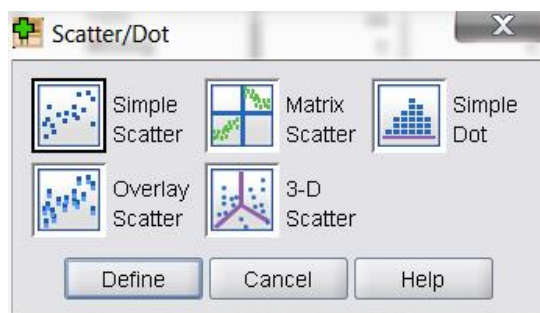 Scatter/Dot
Simple
Scatter
Matrix
Scatter
Simple
Dot
Overlay
Scatter
3-D
Scatter
Define
Cancel
Help